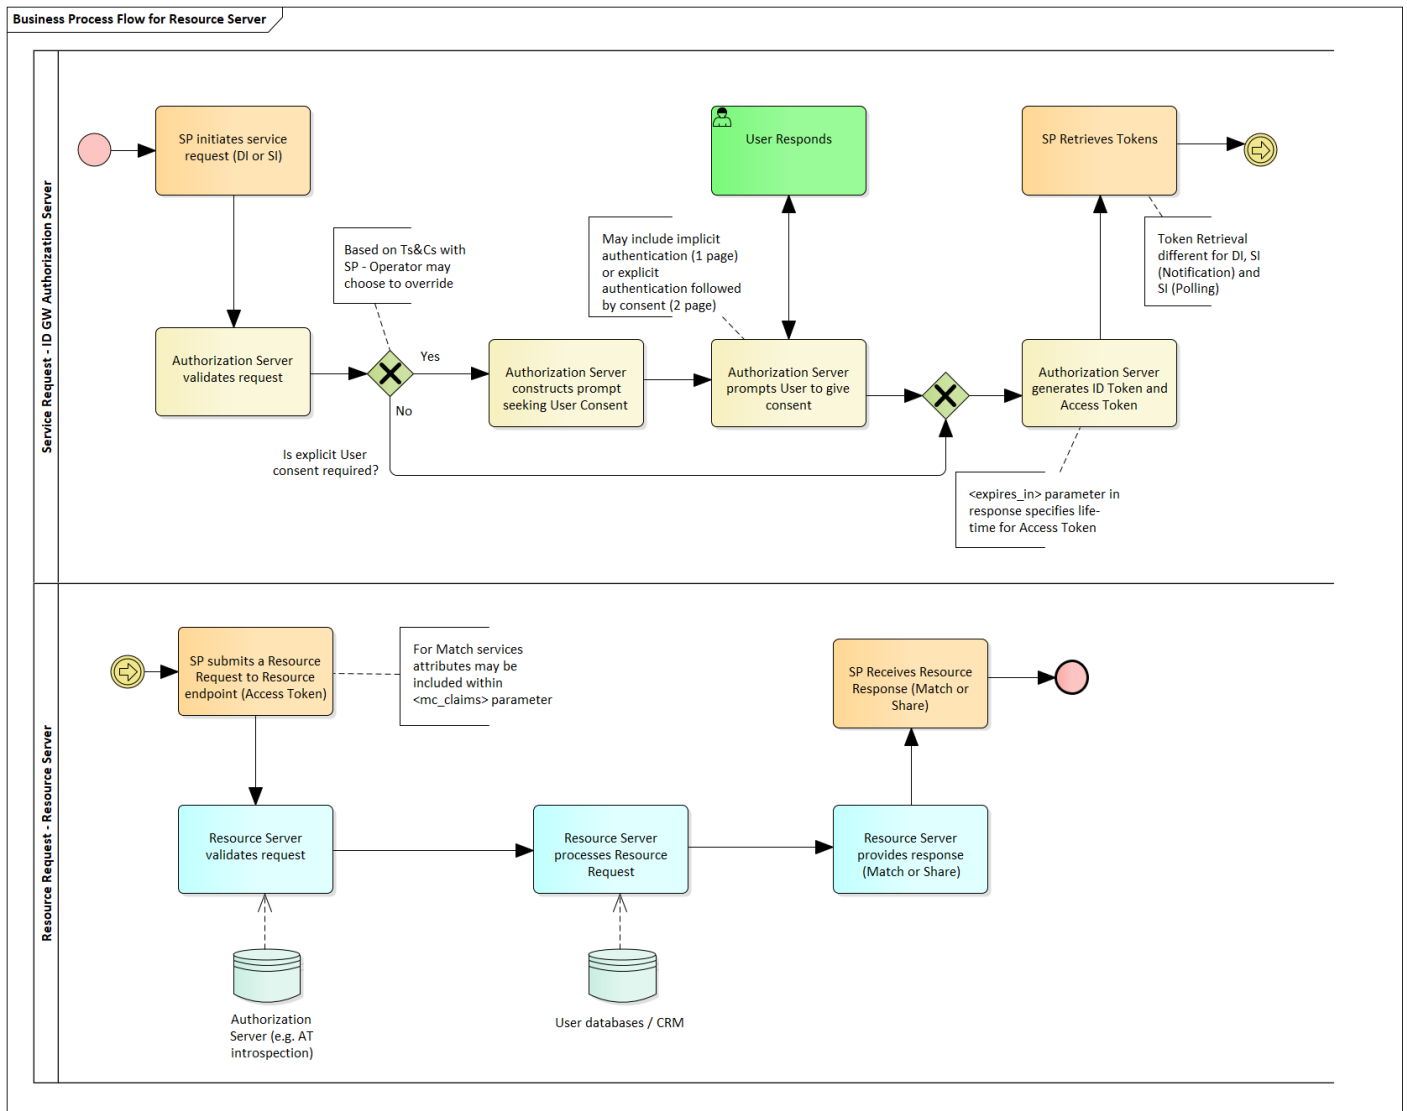 Business Process Flow for Resource Server
Service Request - ID GW Authorization Server
SP initiates service
request (DI or SI)
User Responds
SP Retrieves Tokens
Based on Ts&Cs with
SP - Operator may
choose to override
May include implicit
authentication (1 page)
or explicit
authentication followed
by consent (2 page)
Token Retrieval
different for DI, SI
(Notification) and
SI (Polling)
Authorization Server
validates request
Yes
No
Is explicit User
consent required?
Authorization Server
constructs prompt
seeking User Consent
Authorization Server
prompts User to give
consent
Authorization Server
generates ID Token and
Access Token
<expires_in> parameter in
response specifies life-
time for Access Token
Resource Request - Resource Server
SP submits a Resource
Request to Resource
endpoint (Access Token)
For Match services
attributes may be
included within
<mc_claims> parameter
SP Receives Resource
Response (Match or
Share)
Resource Server
validates request
Resource Server
processes Resource
Request
Resource Server
provides response
(Match or Share)
Authorization
Server (e.g. AT
introspection)
User databases / CRM